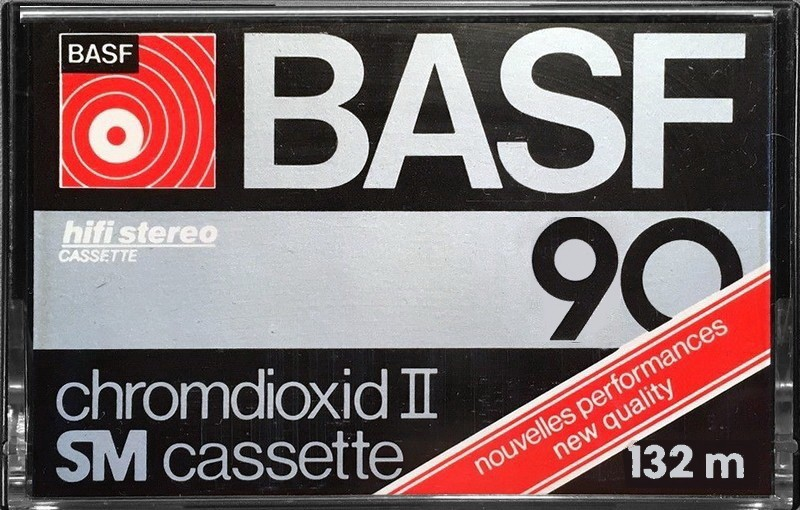 BASF
BASF
hifi stereo
CASSETTE
90
chromdioxid II
SM cassette
nouvelles performances
new quality
132 m